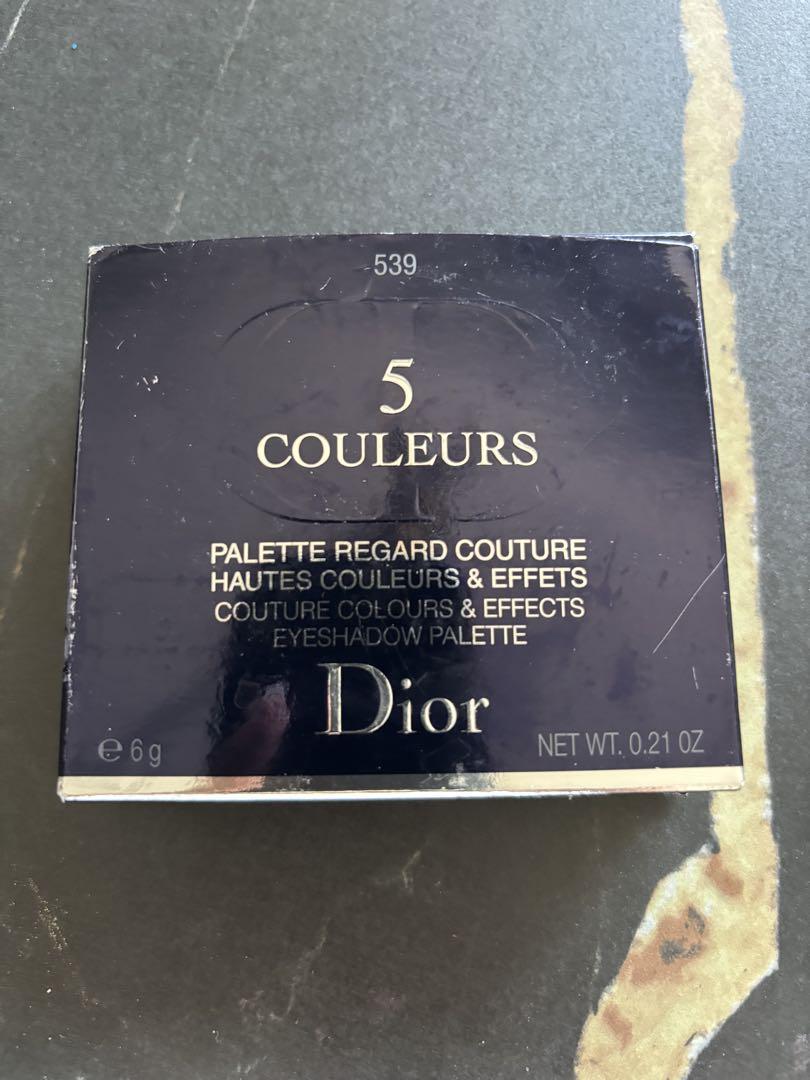 539
5
COULEURS
PALETTE REGARD COUTURE
HAUTES COULEURS & EFFETS
COUTURE COLOURS & EFFECTS
EYESHADOW PALETTE
Dior
℮ 6 g
NET WT. 0.21 OZ